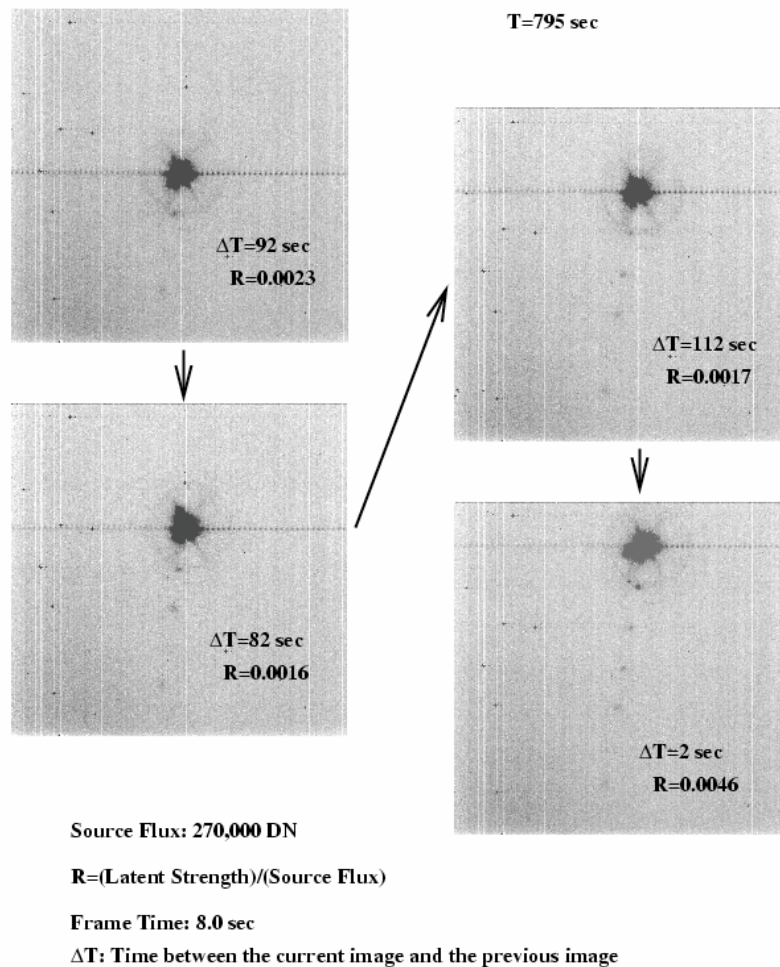 T=795 sec
ΔT=92 sec
R=0.0023
ΔT=82 sec
R=0.0016
ΔT=112 sec
R=0.0017
ΔT=2 sec
R=0.0046
Source Flux: 270,000 DN
R=(Latent Strength)/(Source Flux)
Frame Time: 8.0 sec
ΔT: Time between the current image and the previous image